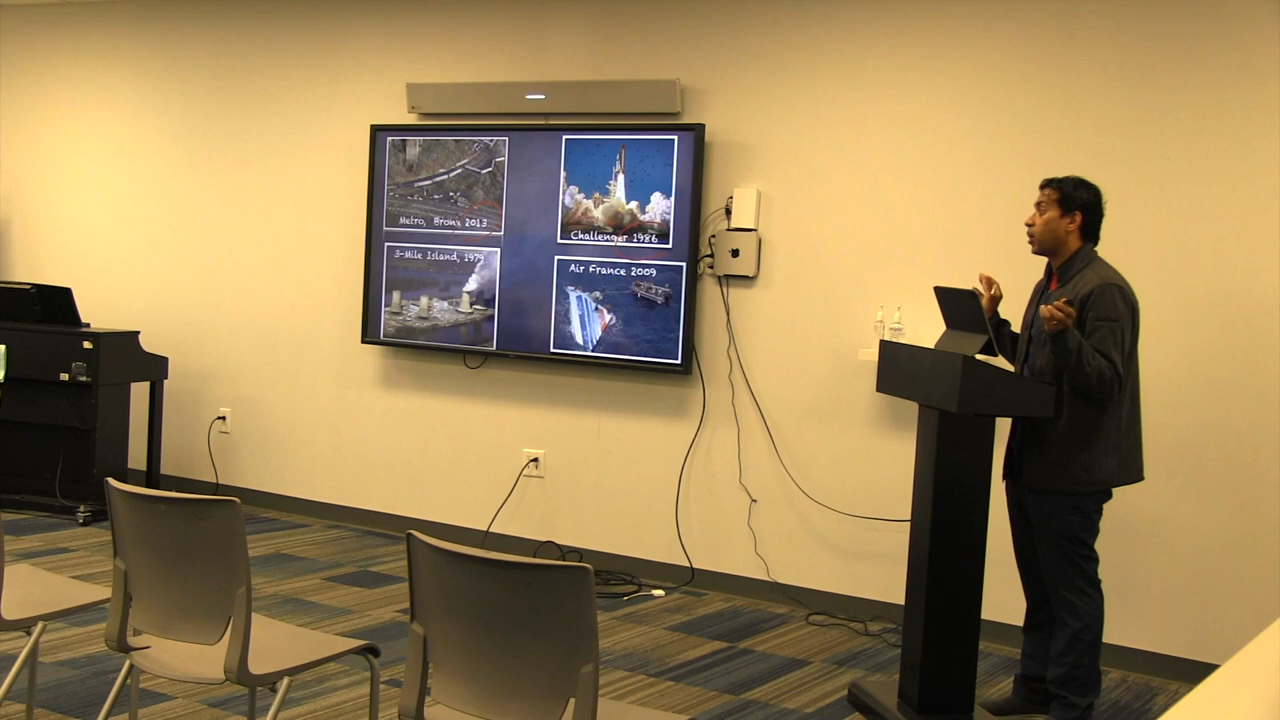 Metro, Bronx 2013
Challenger 1986
3-Mile Island, 1979
Air France 2009